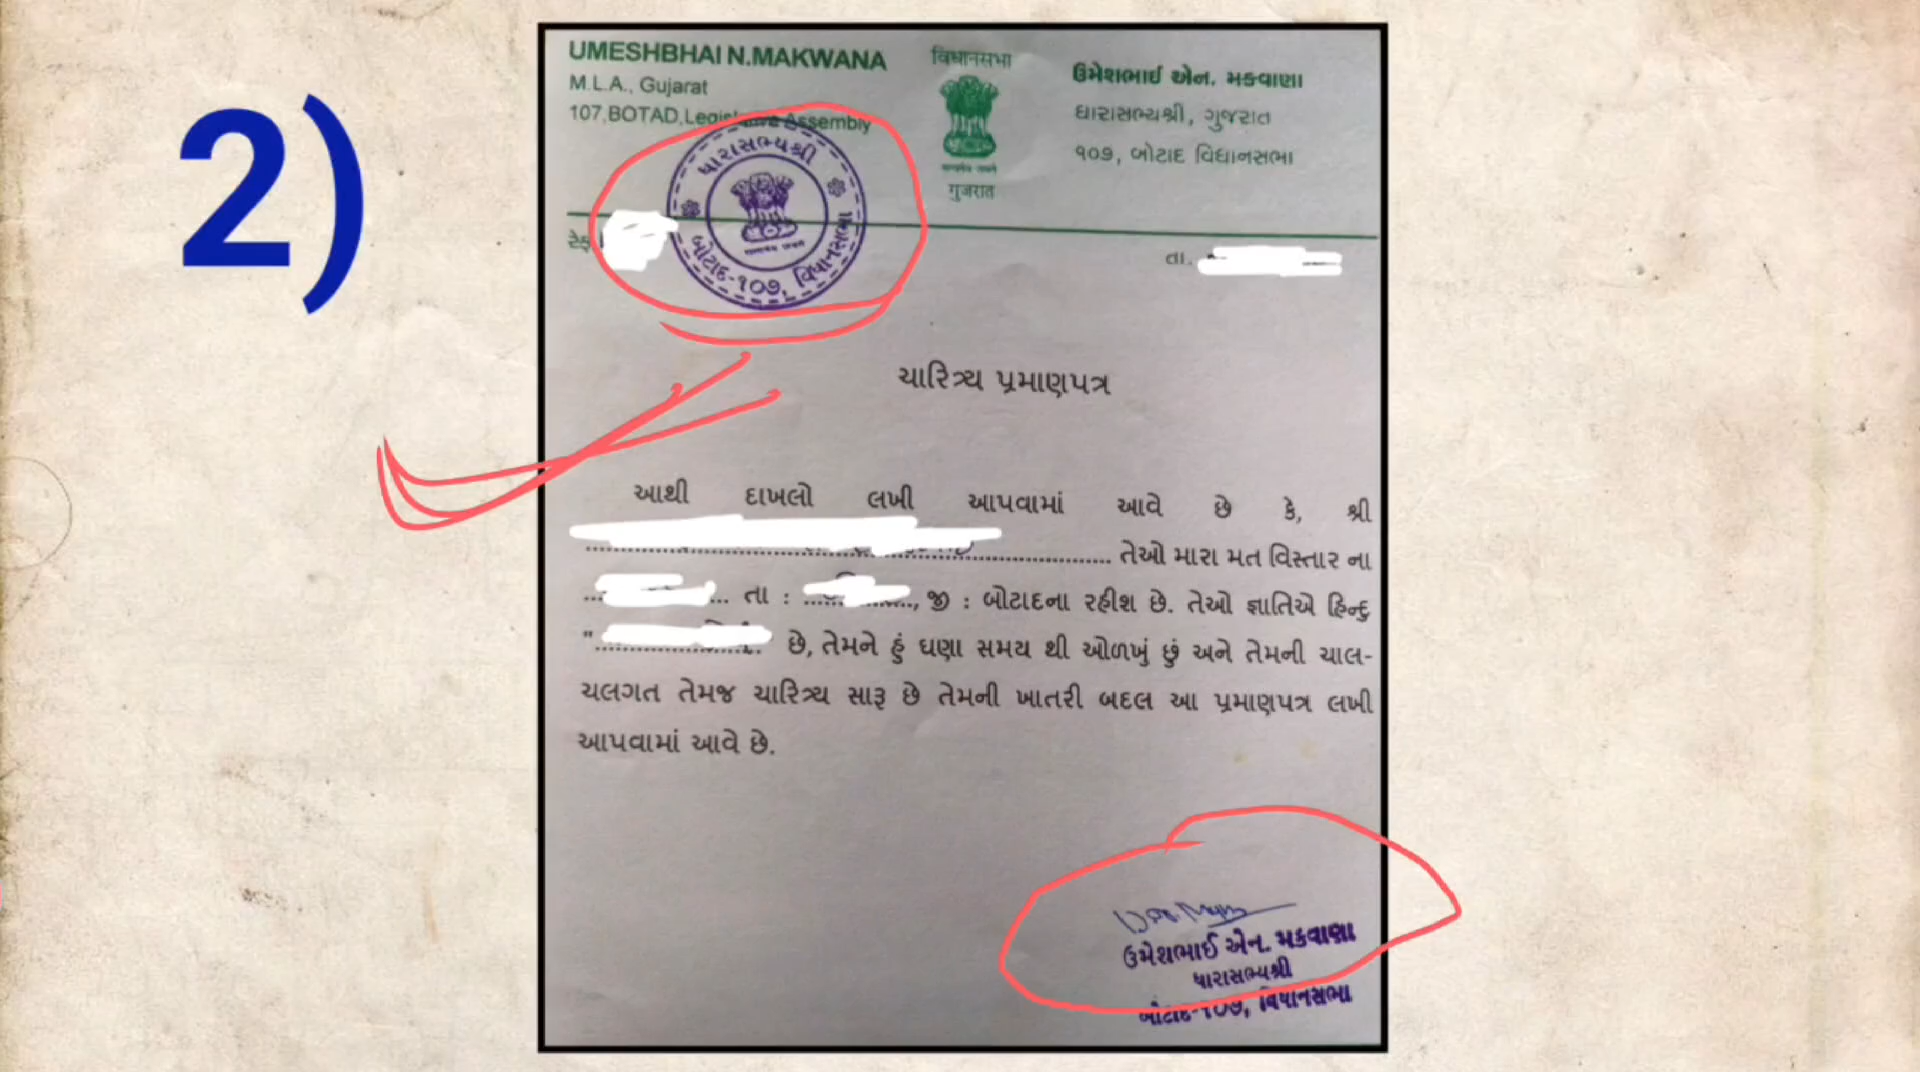 2)
UMESHBHAI N.MAKWANA
M.L.A., Gujarat
107,BOTAD,Legislative Assembly
विधानसभा
गुजरात
ઉમેશભાઈ એન. મકવાણા
ધારાસભ્યશ્રી, ગુજરાત
૧૦૭, બોટાદ વિધાનસભા
ધારાસભ્યશ્રી
બોટાદ-૧૦૭, વિધાનસભા
તા.
ચારિત્ર્ય પ્રમાણપત્ર
આથી દાખલો લખી આપવામાં આવે છે કે, શ્રી
તેઓ મારા મત વિસ્તાર ના
તા : ......, જી : બોટાદના રહીશ છે. તેઓ જ્ઞાતિએ હિન્દુ
"...... છે, તેમને હું ઘણા સમય થી ઓળખું છું અને તેમની ચાલ-
ચલગત તેમજ ચારિત્ર્ય સારૂ છે તેમની ખાતરી બદલ આ પ્રમાણપત્ર લખી
આપવામાં આવે છે.
ઉમેશભાઈ એન. મકવાણા
ધારાસભ્યશ્રી
બોટાદ-૧૦૭, વિધાનસભા